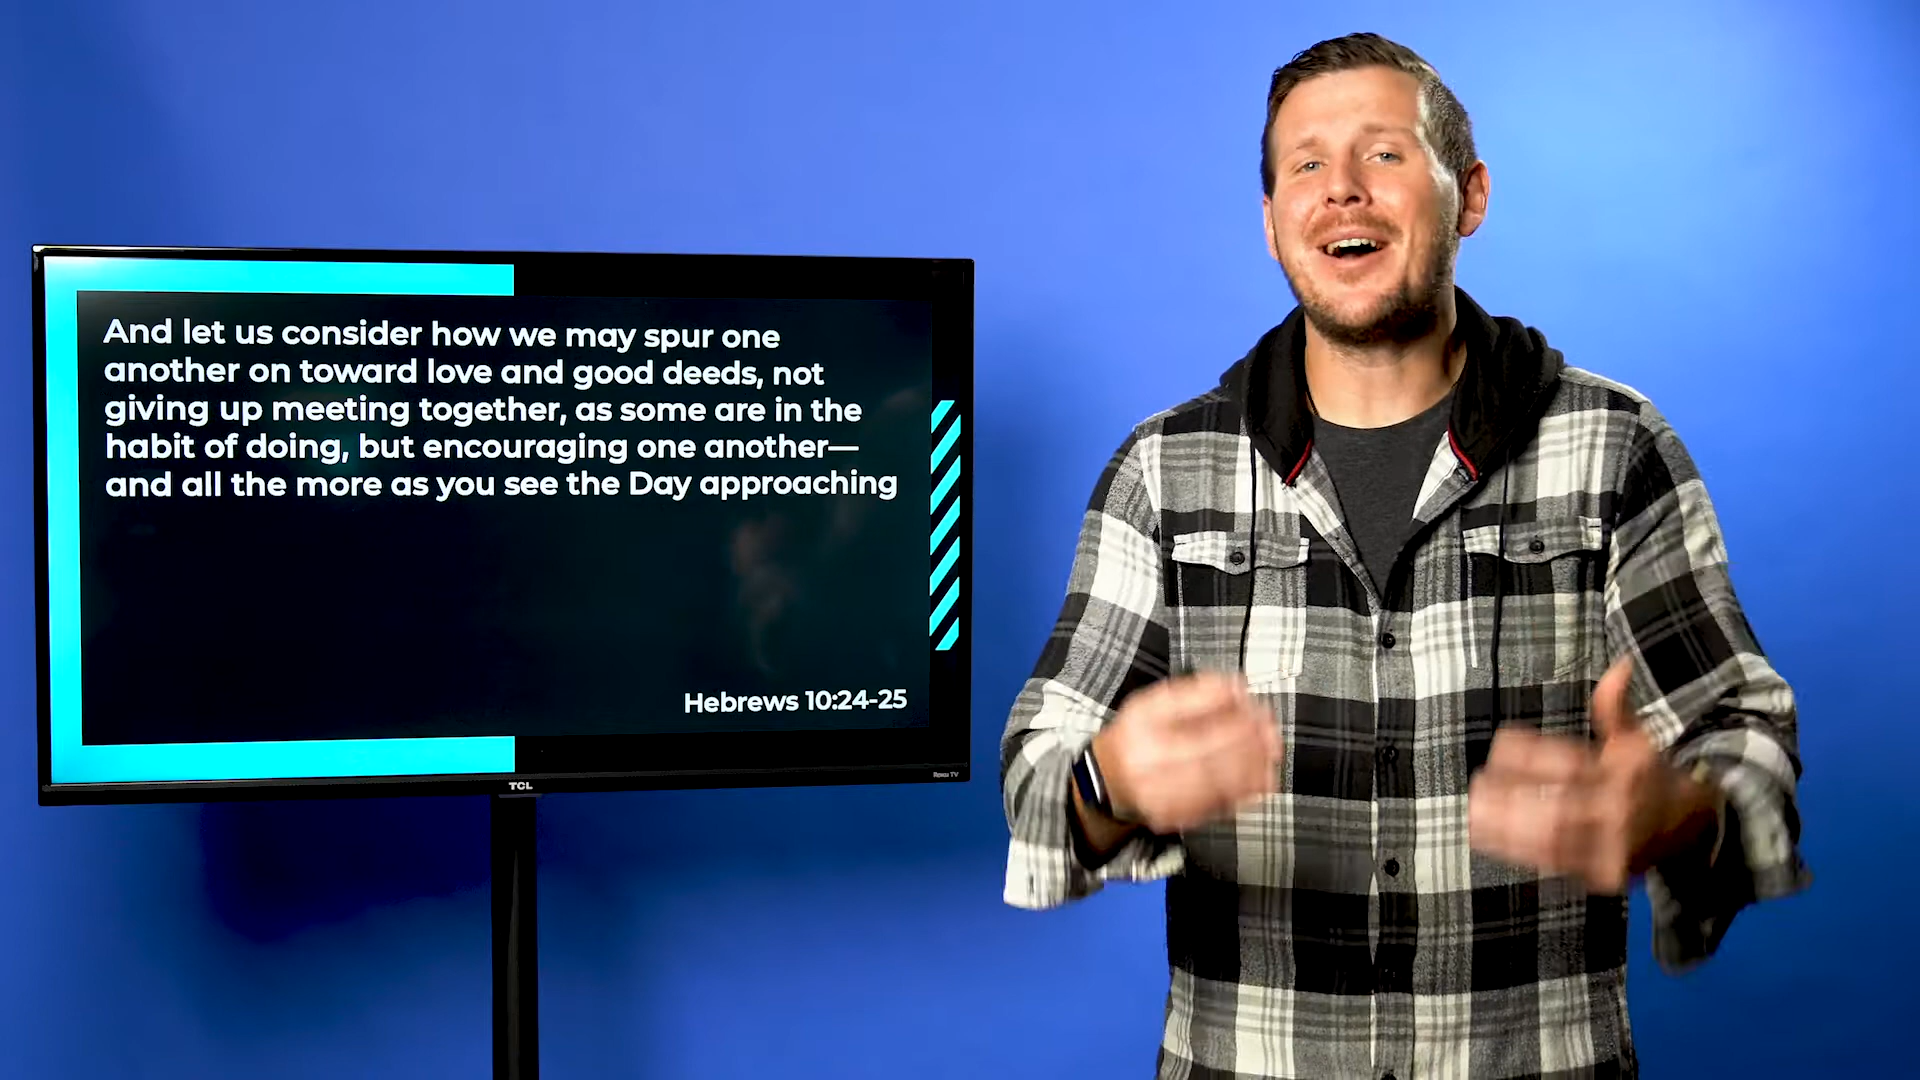 And let us consider how we may spur one
another on toward love and good deeds, not
giving up meeting together, as some are in the
habit of doing, but encouraging one another—
and all the more as you see the Day approaching
Hebrews 10:24-25
TCL
Roku TV